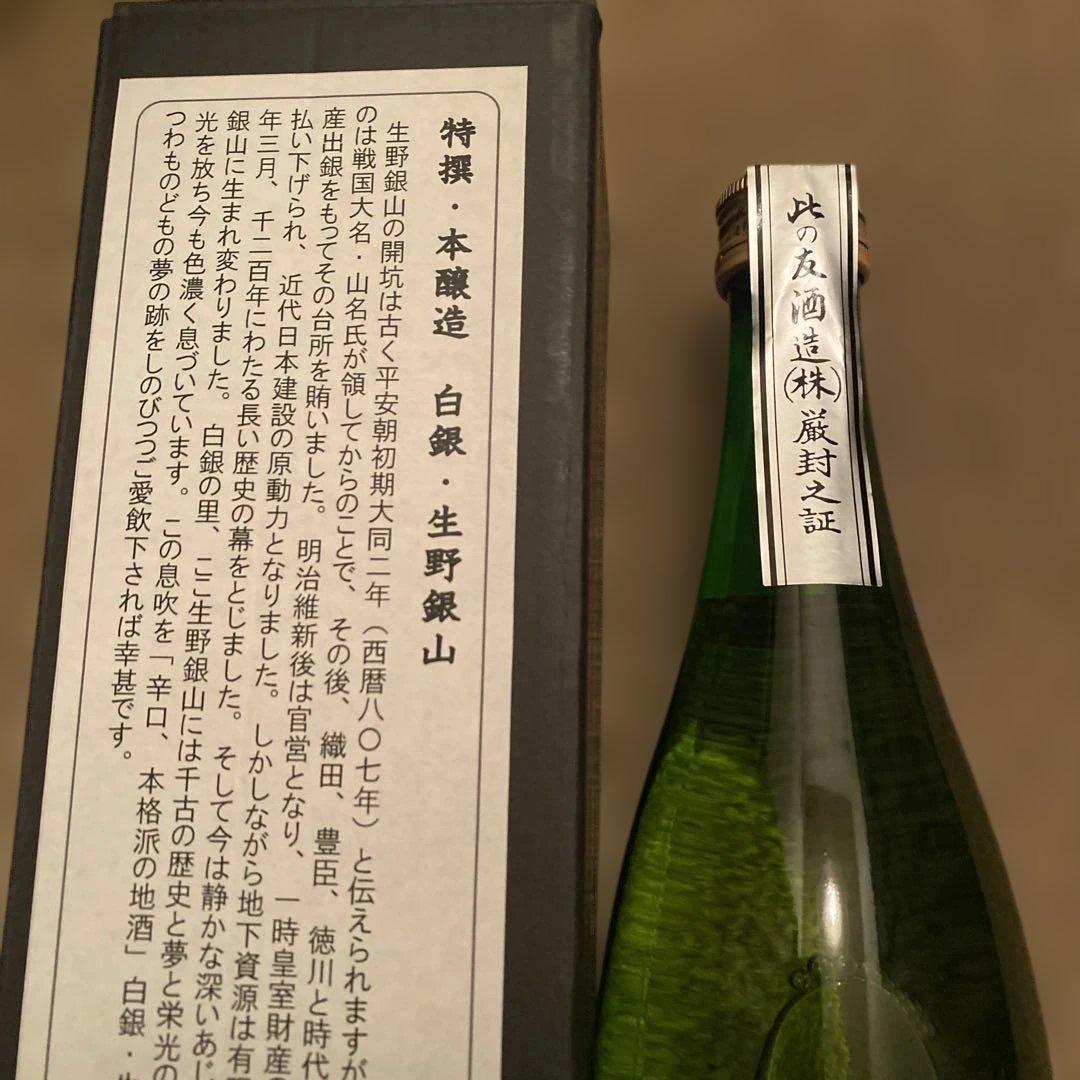 特撰・本醸造　白銀・生野銀山
生野銀山の開坑は古く平安朝初期大同二年（西暦八〇七年）と伝えられますが
のは戦国大名・山名氏が領してからのことで、その後、織田、豊臣、徳川と時代
産出銀をもってその台所を賄いました。明治維新後は官営となり、一時皇室財産の
払い下げられ、近代日本建設の原動力となりました。しかしながら地下資源は有
年三月、千二百年にわたる長い歴史の幕をとじました。そして今は静かな深いあじ
銀山に生まれ変わりました。白銀の里、ここ生野銀山には千古の歴史と夢と栄光の
光を放ち今も色濃く息づいています。この息吹を「辛口、本格派の地酒」白銀・生
つわものどもの夢の跡をしのびつつご愛飲下されば幸甚です。
此の友酒造(株)厳封之証